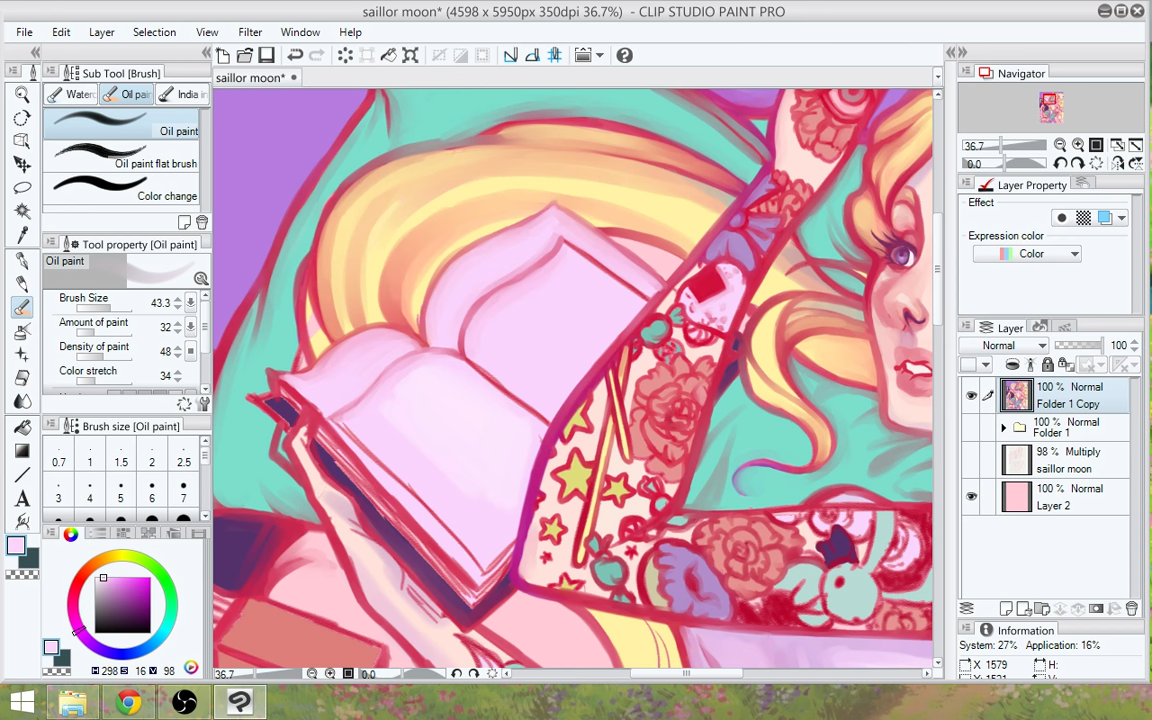 saillor moon* (4598 x 5950px 350dpi 36.7%) - CLIP STUDIO PAINT PRO
File Edit Layer Selection View Filter Window Help
Sub Tool [Brush]
saillor moon*
Navigator
Waterc Oil pain India in
Oil paint
Oil paint flat brush
Color change
36.7
0.0
Layer Property
Effect
Expression color
Color
Tool property [Oil paint]
Oil paint
Brush Size 43.3
Amount of paint 32
Density of paint 48
Color stretch 34
Layer
Normal 100
100 % Normal
Folder 1 Copy
100 % Normal
Folder 1
98 % Multiply
saillor moon
100 % Normal
Layer 2
Brush size [Oil paint]
0.7 1 1.5 2 2.5
3 4 5 6 7
H 298 S 16 V 98
36.7 0.0
Information
System: 27% Application: 16%
X 1579 H: